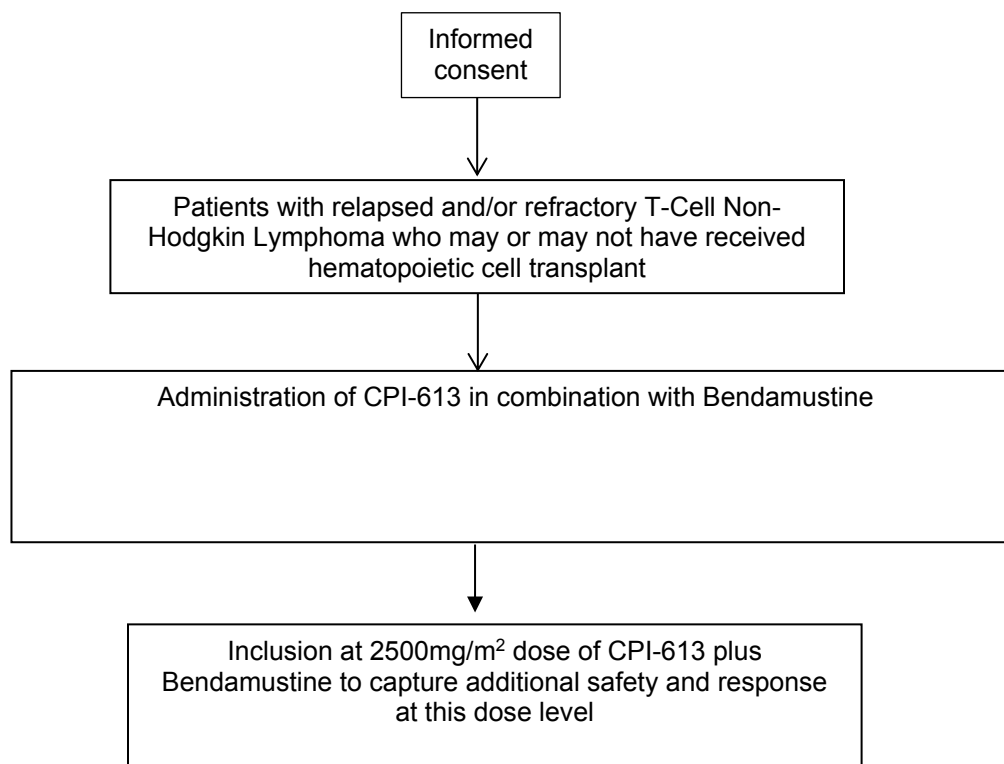 Informed
consent
Patients with relapsed and/or refractory T-Cell Non-
Hodgkin Lymphoma who may or may not have received
hematopoietic cell transplant
Administration of CPI-613 in combination with Bendamustine
Inclusion at 2500mg/m² dose of CPI-613 plus
Bendamustine to capture additional safety and response
at this dose level